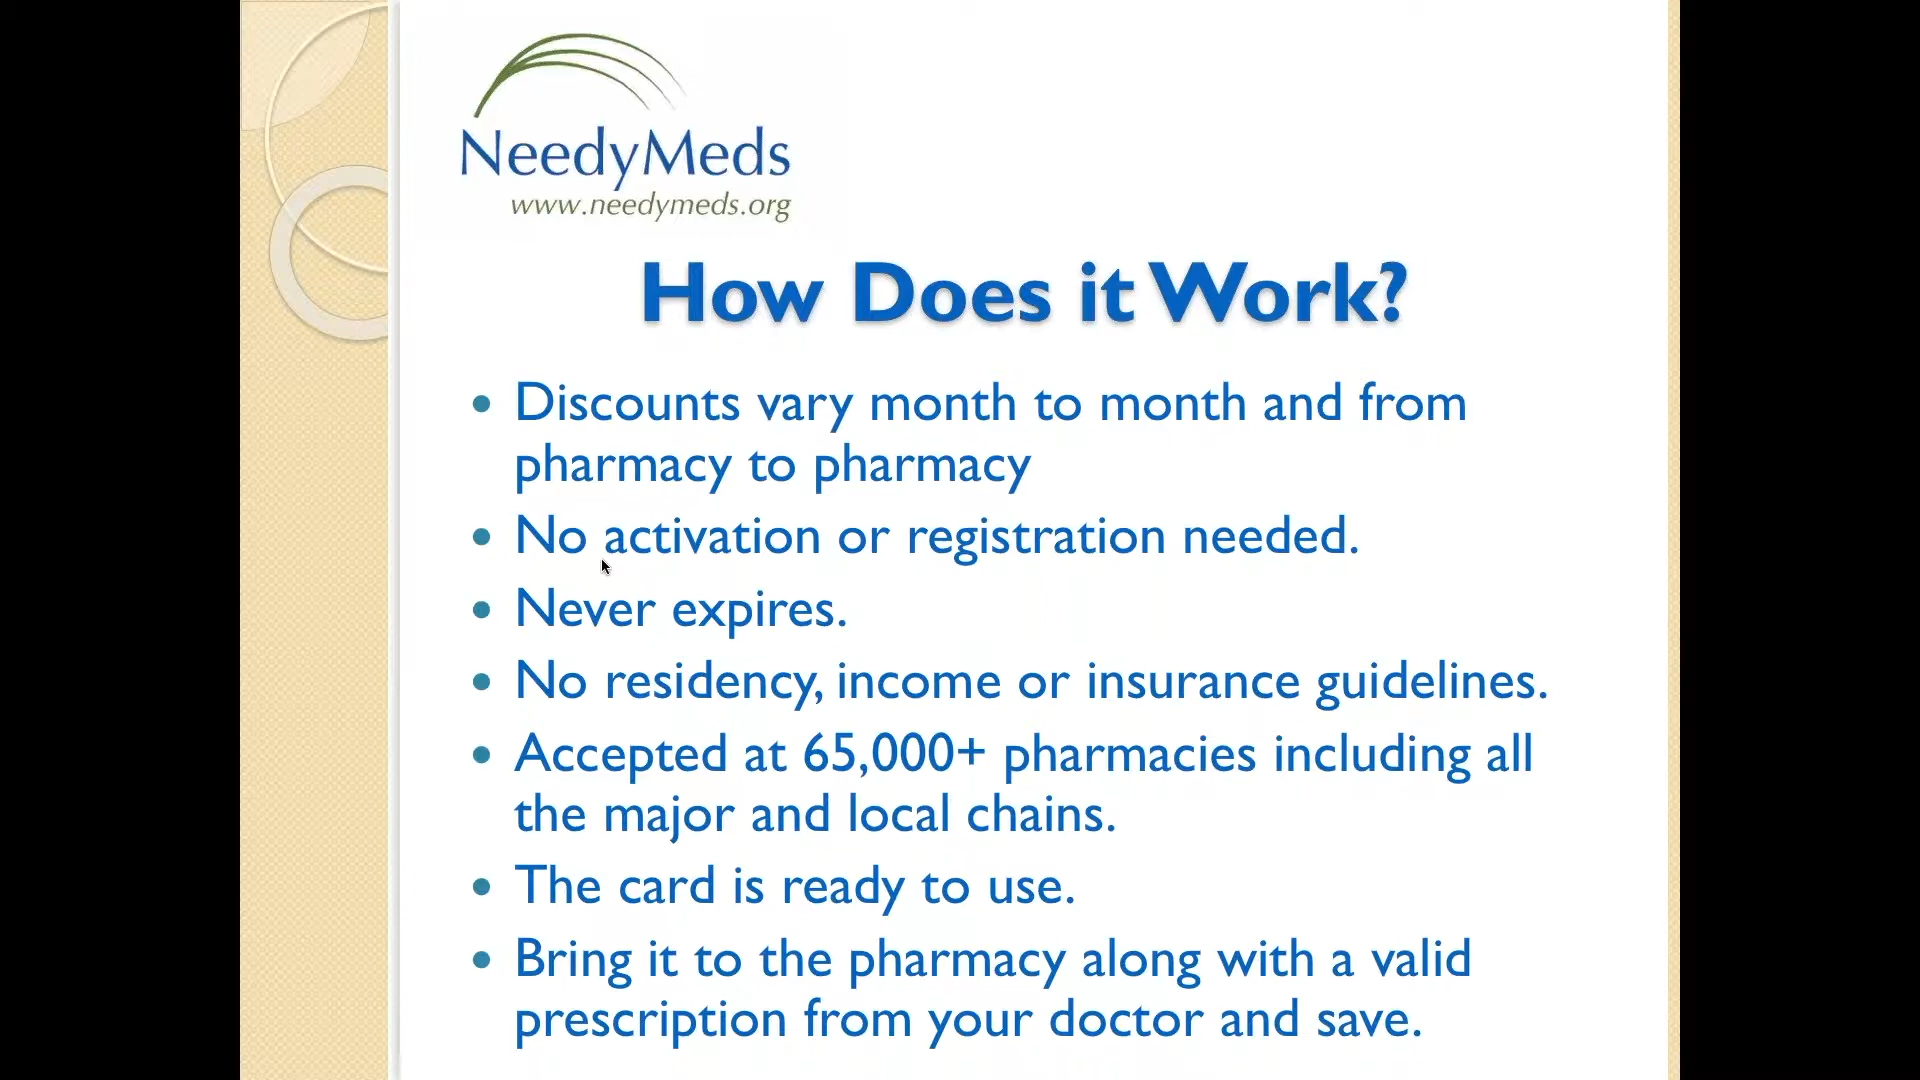 NeedyMeds
www.needymeds.org
How Does it Work?
• Discounts vary month to month and from
pharmacy to pharmacy
• No activation or registration needed.
• Never expires.
• No residency, income or insurance guidelines.
• Accepted at 65,000+ pharmacies including all
the major and local chains.
• The card is ready to use.
• Bring it to the pharmacy along with a valid
prescription from your doctor and save.